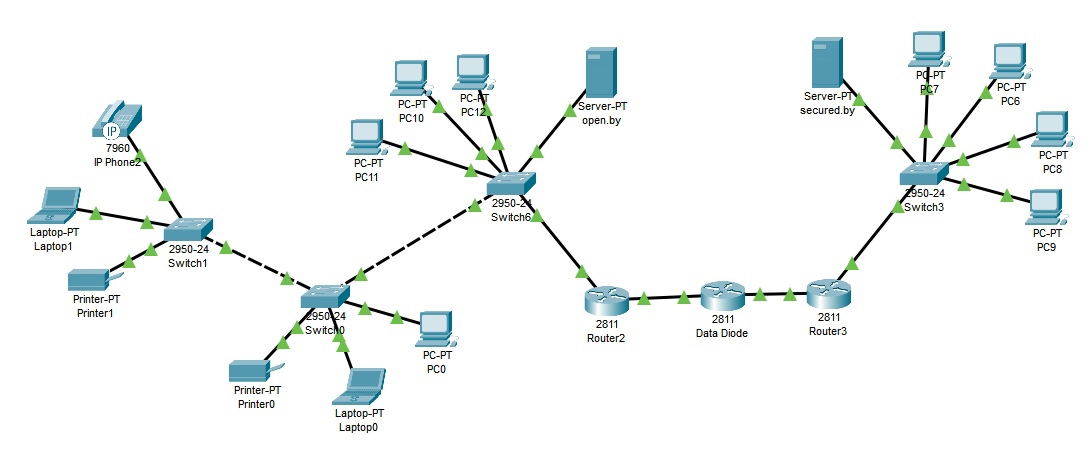 IP
7960
IP Phone2
Laptop-PT
Laptop1
Printer-PT
Printer1
2950-24
Switch1
2950-24
Switch0
Printer-PT
Printer0
Laptop-PT
Laptop0
PC-PT
PC0
PC-PT
PC11
PC-PT
PC10
PC-PT
PC12
Server-PT
open.by
2950-24
Switch6
2811
Router2
2811
Data Diode
2811
Router3
Server-PT
secured.by
PC-PT
PC7
PC-PT
PC6
PC-PT
PC8
PC-PT
PC9
2950-24
Switch3